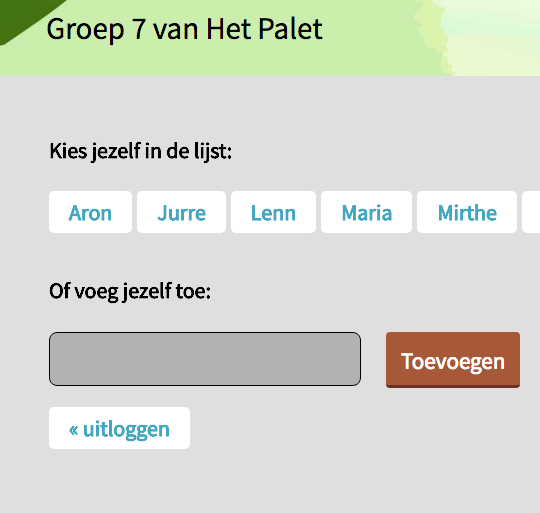 Groep 7 van Het Palet
Kies jezelf in de lijst:
Aron Jurre Lenn Maria Mirthe
Of voeg jezelf toe:
Toevoegen
« uitloggen